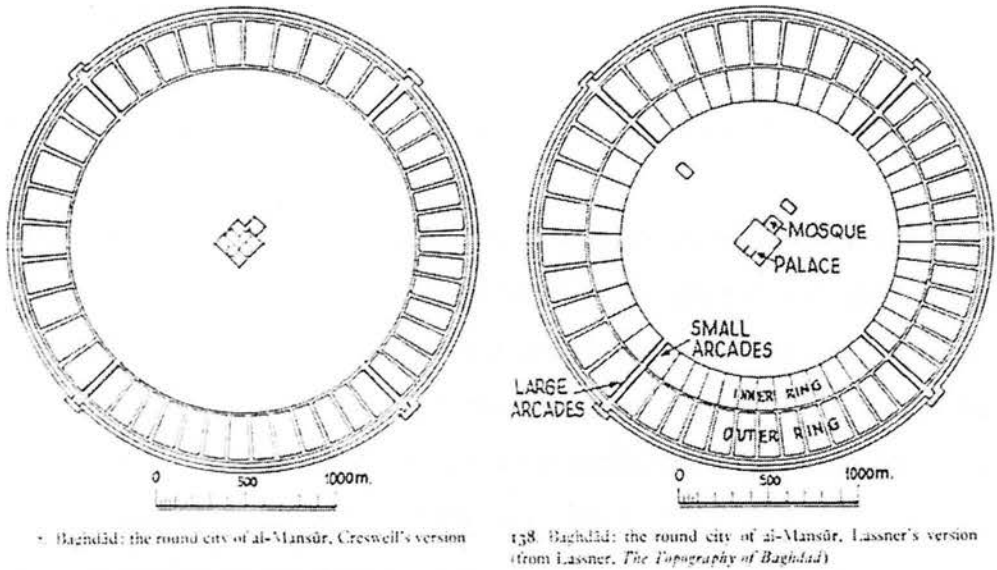 MOSQUE
PALACE
SMALL
ARCADES
LARGE
ARCADES
INNER RING
OUTER RING
0 500 1000m.
0 500 1000m.
Baghdād: the round city of al-Mansūr, Creswell's version
138. Baghdād: the round city of al-Mansūr, Lassner's version
(from Lassner, The Topography of Baghdad)